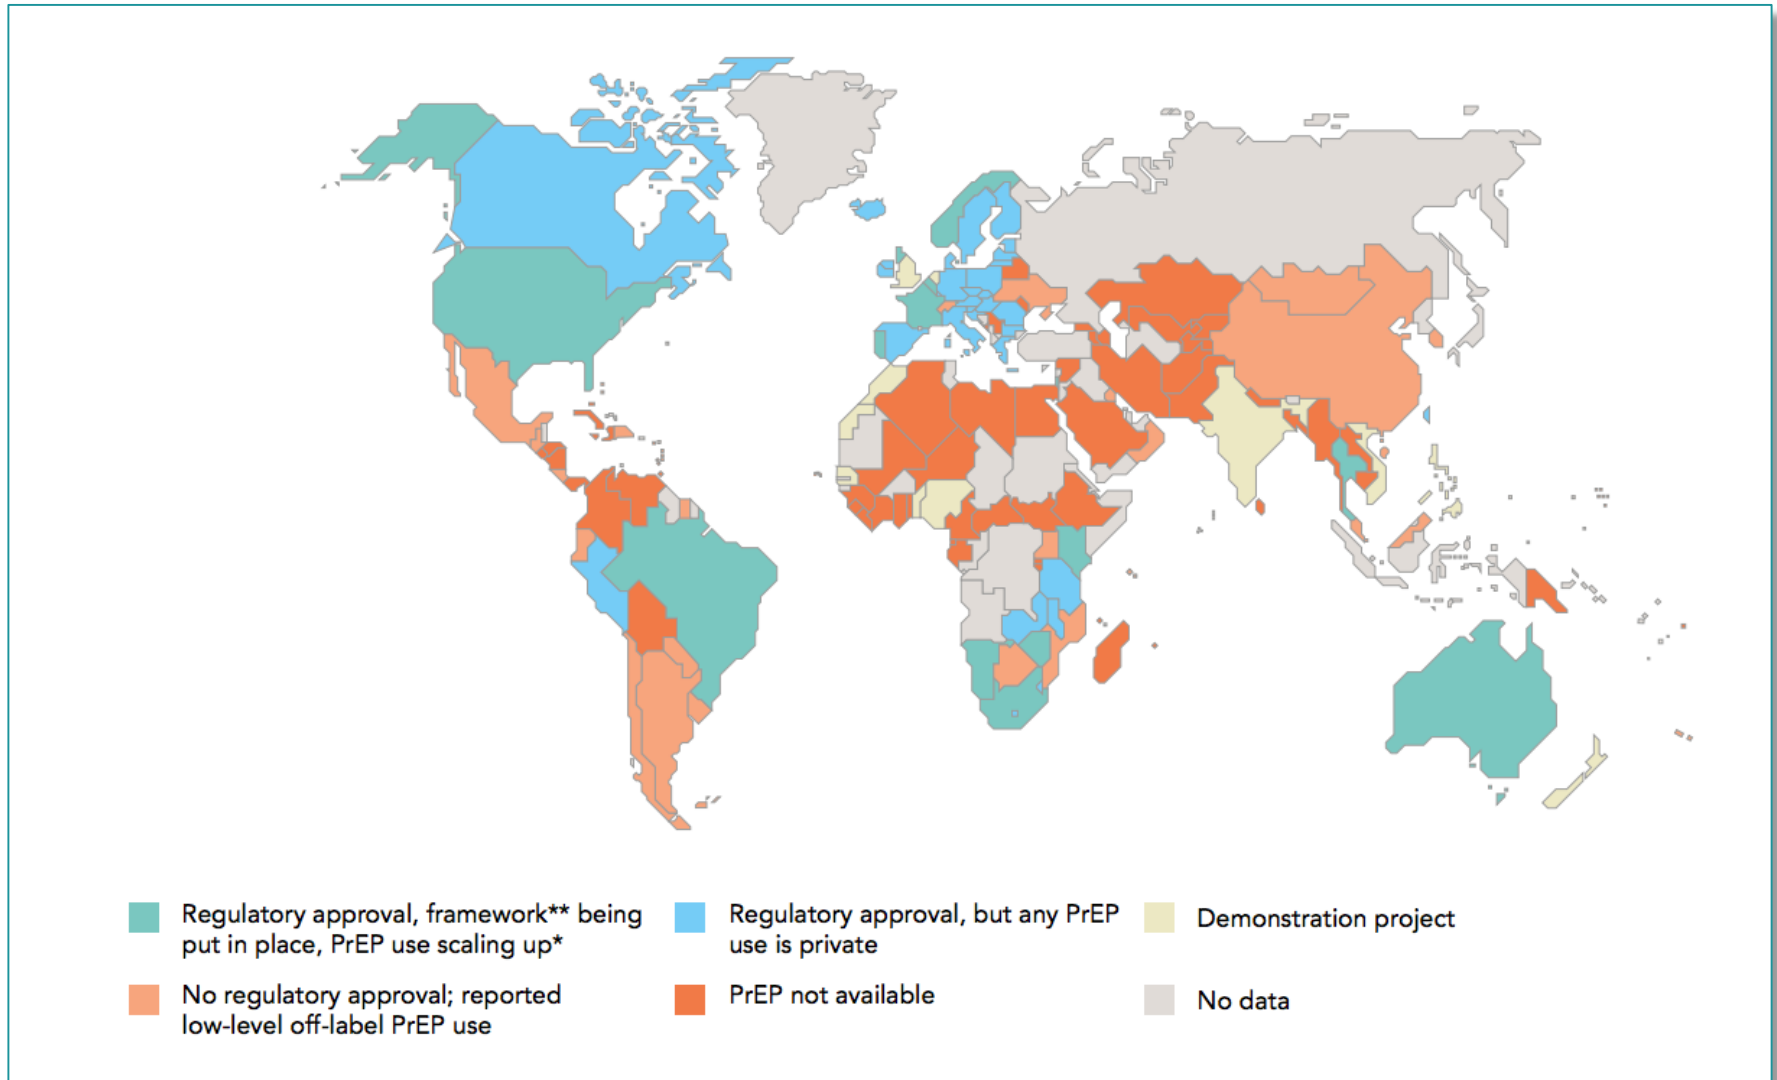 Regulatory approval, framework** being
put in place, PrEP use scaling up*
Regulatory approval, but any PrEP
use is private
Demonstration project
No regulatory approval; reported
low-level off-label PrEP use
PrEP not available
No data